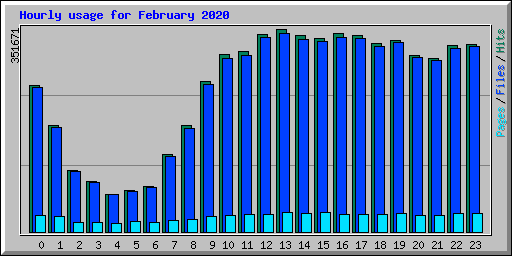 Hourly usage for February 2020
351671
Pages / Files / Hits
0 1 2 3 4 5 6 7 8 9 10 11 12 13 14 15 16 17 18 19 20 21 22 23